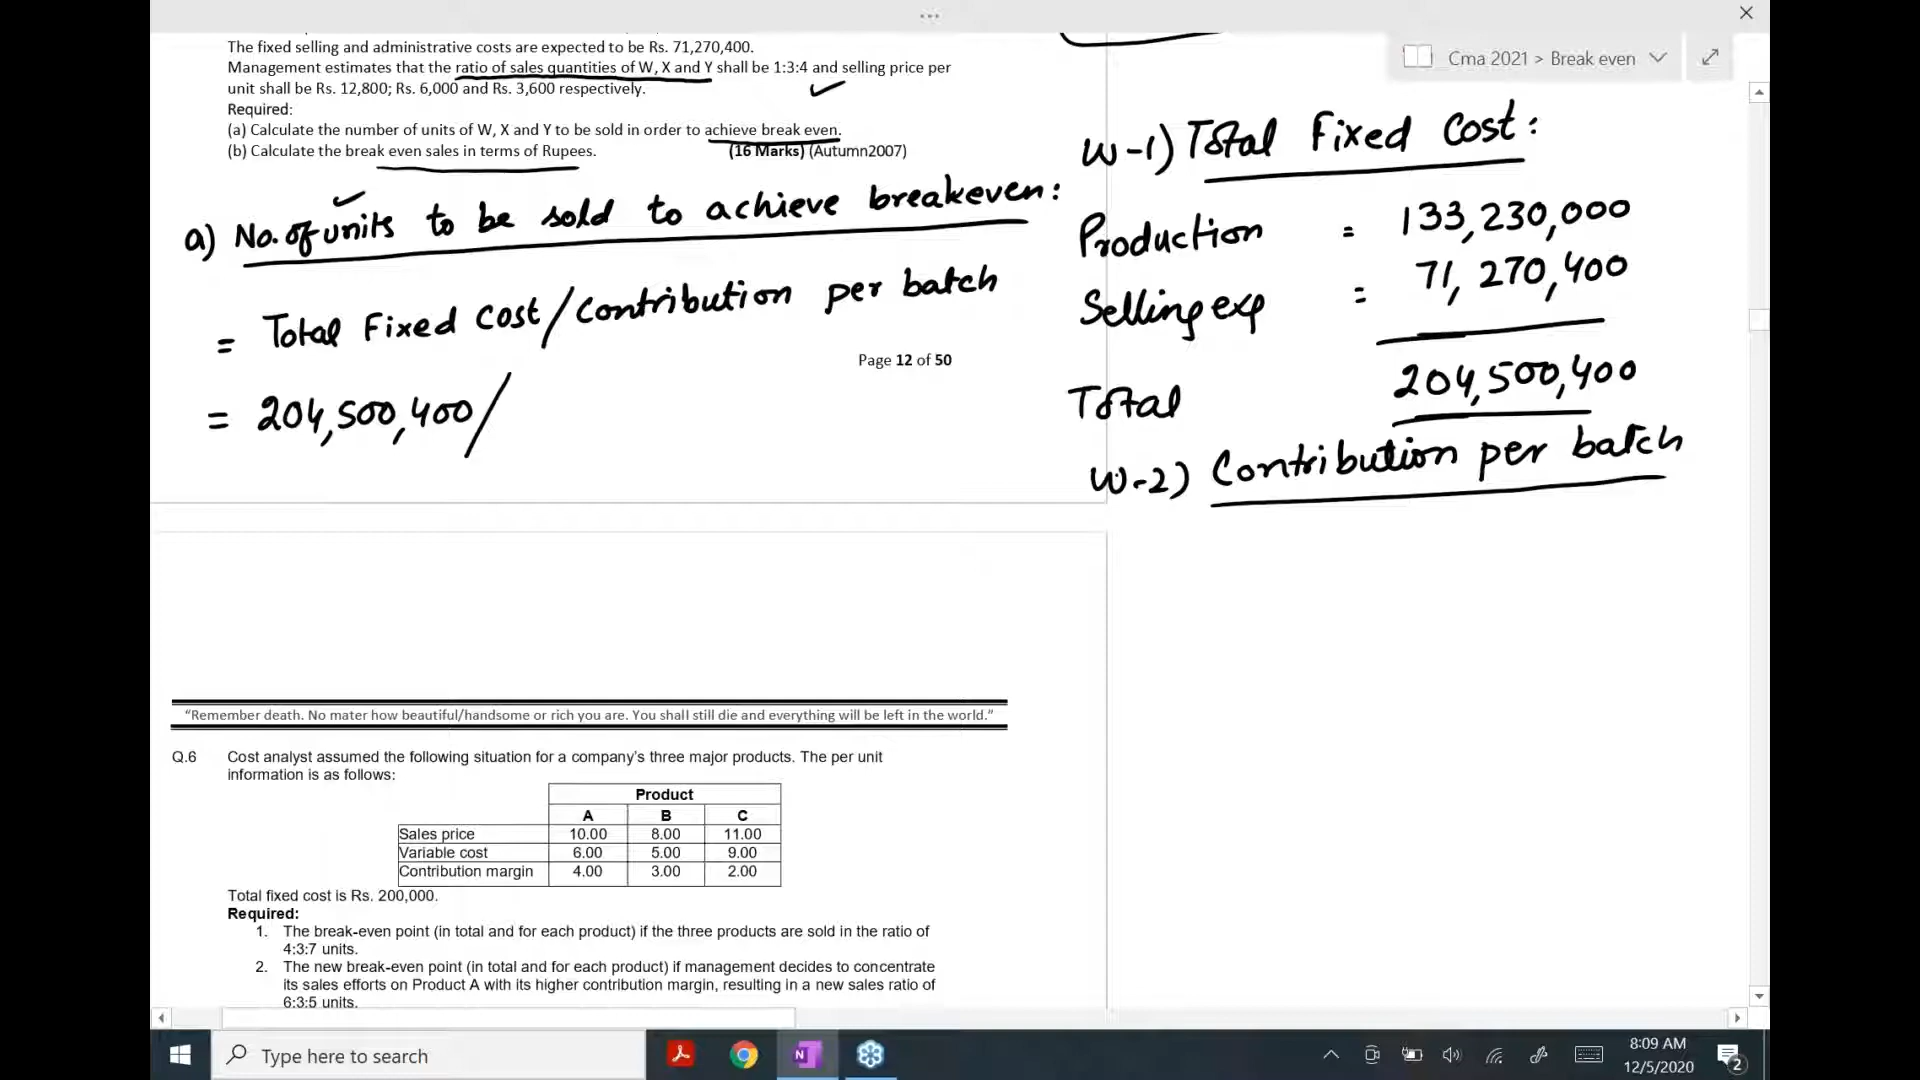 Cma 2021 > Break even
The fixed selling and administrative costs are expected to be Rs. 71,270,400.
Management estimates that the ratio of sales quantities of W, X and Y shall be 1:3:4 and selling price per
unit shall be Rs. 12,800; Rs. 6,000 and Rs. 3,600 respectively.
Required:
(a) Calculate the number of units of W, X and Y to be sold in order to achieve break even.
(b) Calculate the break even sales in terms of Rupees. (16 Marks) (Autumn2007)
a) No. of units to be sold to achieve breakeven:
= Total Fixed Cost/Contribution per batch
Page 12 of 50
= 204,500,400/
W-1) Total Fixed Cost:
Production = 133,230,000
Selling exp = 71,270,400
Total 204,500,400
W-2) Contribution per batch
“Remember death. No mater how beautiful/handsome or rich you are. You shall still die and everything will be left in the world.”
Q.6 Cost analyst assumed the following situation for a company’s three major products. The per unit
information is as follows:
Product
A B C
Sales price 10.00 8.00 11.00
Variable cost 6.00 5.00 9.00
Contribution margin 4.00 3.00 2.00
Total fixed cost is Rs. 200,000.
Required:
1. The break-even point (in total and for each product) if the three products are sold in the ratio of
4:3:7 units.
2. The new break-even point (in total and for each product) if management decides to concentrate
its sales efforts on Product A with its higher contribution margin, resulting in a new sales ratio of
6:3:5 units.
Type here to search
8:09 AM
12/5/2020
2